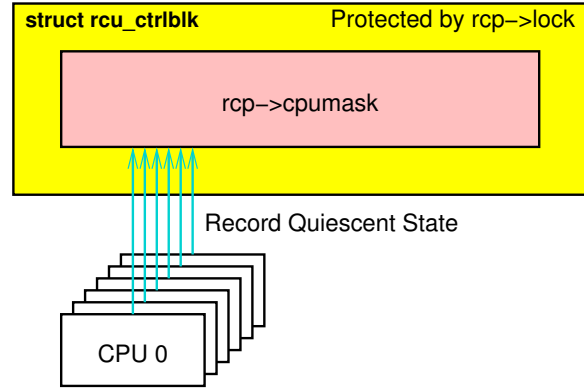 struct rcu_ctrlblk Protected by rcp->lock
rcp->cpumask
Record Quiescent State
CPU 0